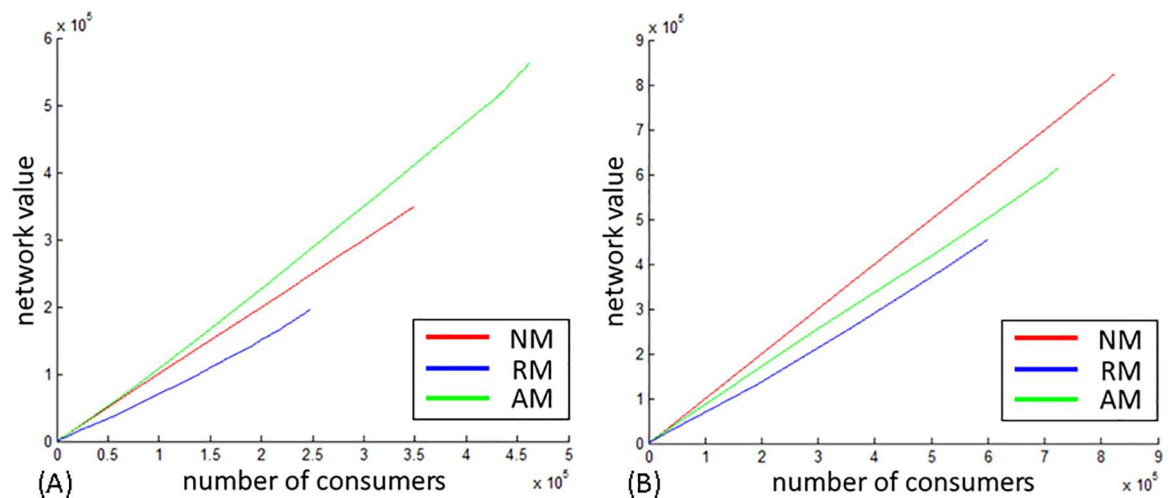 x 10^5
6
5
4
3
2
1
0
network value
0 0.5 1 1.5 2 2.5 3 3.5 4 4.5 5
x 10^5
number of consumers
(A)
NM
RM
AM
x 10^5
9
8
7
6
5
4
3
2
1
0
network value
0 1 2 3 4 5 6 7 8 9
x 10^5
number of consumers
(B)
NM
RM
AM